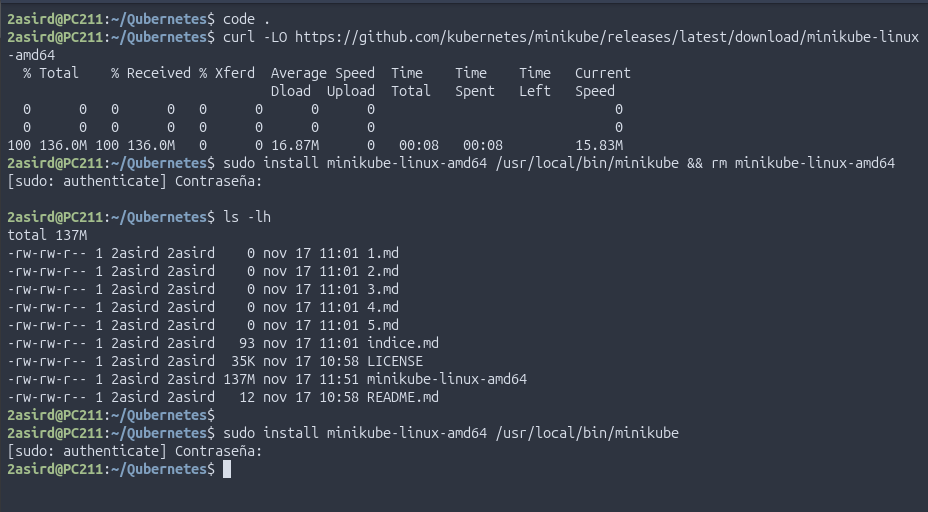 2asird@PC211:~/Qubernetes$ code .
2asird@PC211:~/Qubernetes$ curl -LO https://github.com/kubernetes/minikube/releases/latest/download/minikube-linux
-amd64
  % Total    % Received % Xferd  Average Speed  Time    Time    Time   Current
                                 Dload  Upload  Total   Spent   Left   Speed
  0      0   0      0   0      0      0      0                              0
  0      0   0      0   0      0      0      0                              0
100 136.0M 100 136.0M   0      0 16.87M      0   00:08   00:08         15.83M
2asird@PC211:~/Qubernetes$ sudo install minikube-linux-amd64 /usr/local/bin/minikube && rm minikube-linux-amd64
[sudo: authenticate] Contraseña:
2asird@PC211:~/Qubernetes$ ls -lh
total 137M
-rw-rw-r-- 1 2asird 2asird    0 nov 17 11:01 1.md
-rw-rw-r-- 1 2asird 2asird    0 nov 17 11:01 2.md
-rw-rw-r-- 1 2asird 2asird    0 nov 17 11:01 3.md
-rw-rw-r-- 1 2asird 2asird    0 nov 17 11:01 4.md
-rw-rw-r-- 1 2asird 2asird    0 nov 17 11:01 5.md
-rw-rw-r-- 1 2asird 2asird   93 nov 17 11:01 indice.md
-rw-rw-r-- 1 2asird 2asird  35K nov 17 10:58 LICENSE
-rw-rw-r-- 1 2asird 2asird 137M nov 17 11:51 minikube-linux-amd64
-rw-rw-r-- 1 2asird 2asird   12 nov 17 10:58 README.md
2asird@PC211:~/Qubernetes$
2asird@PC211:~/Qubernetes$ sudo install minikube-linux-amd64 /usr/local/bin/minikube
[sudo: authenticate] Contraseña:
2asird@PC211:~/Qubernetes$